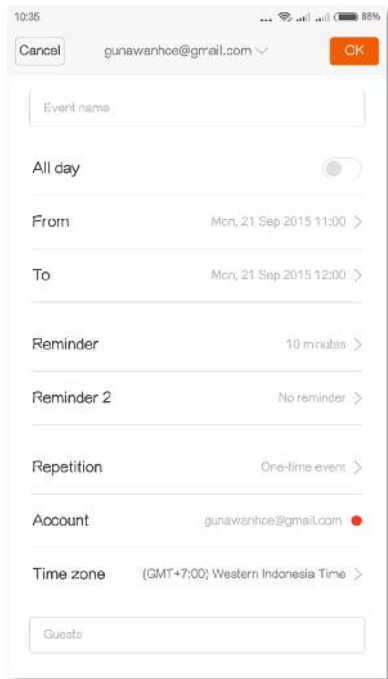 10:35 88%
Cancel gunawanhce@gmail.com OK
Event name
All day
From Mon, 21 Sep 2015 11:00
To Mon, 21 Sep 2015 12:00
Reminder 10 minutes
Reminder 2 No reminder
Repetition One-time event
Account gunawanhce@gmail.com
Time zone (GMT+7:00) Western Indonesia Time
Guests